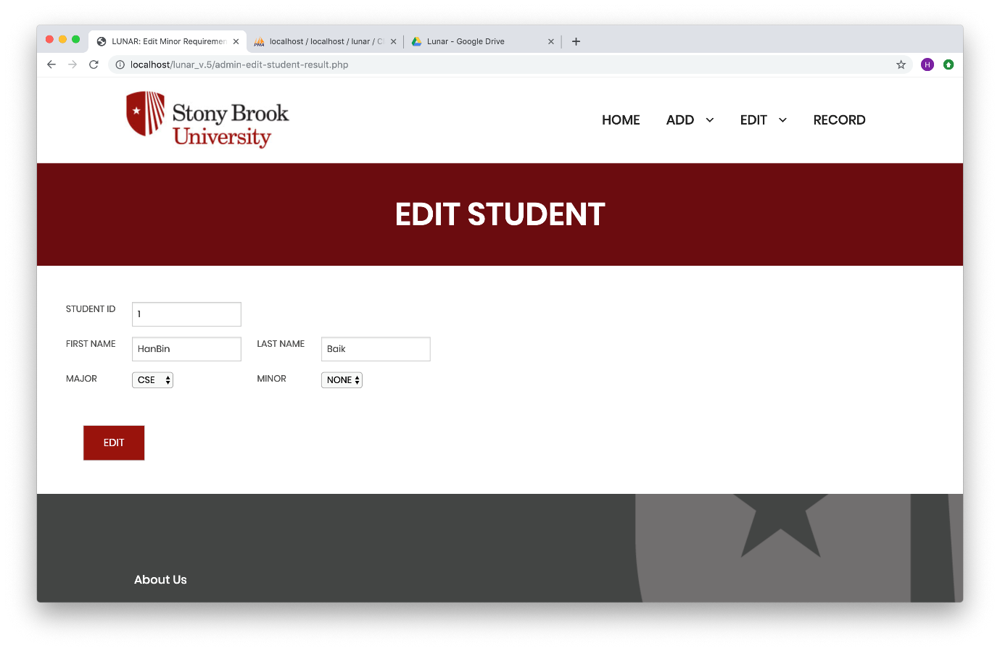 LUNAR: Edit Minor Requiremen
localhost / localhost / lunar / C
Lunar - Google Drive
localhost/lunar_v.5/admin-edit-student-result.php
H
Stony Brook
University
HOME ADD EDIT RECORD
EDIT STUDENT
STUDENT ID 1
FIRST NAME HanBin LAST NAME Baik
MAJOR CSE MINOR NONE
EDIT
About Us